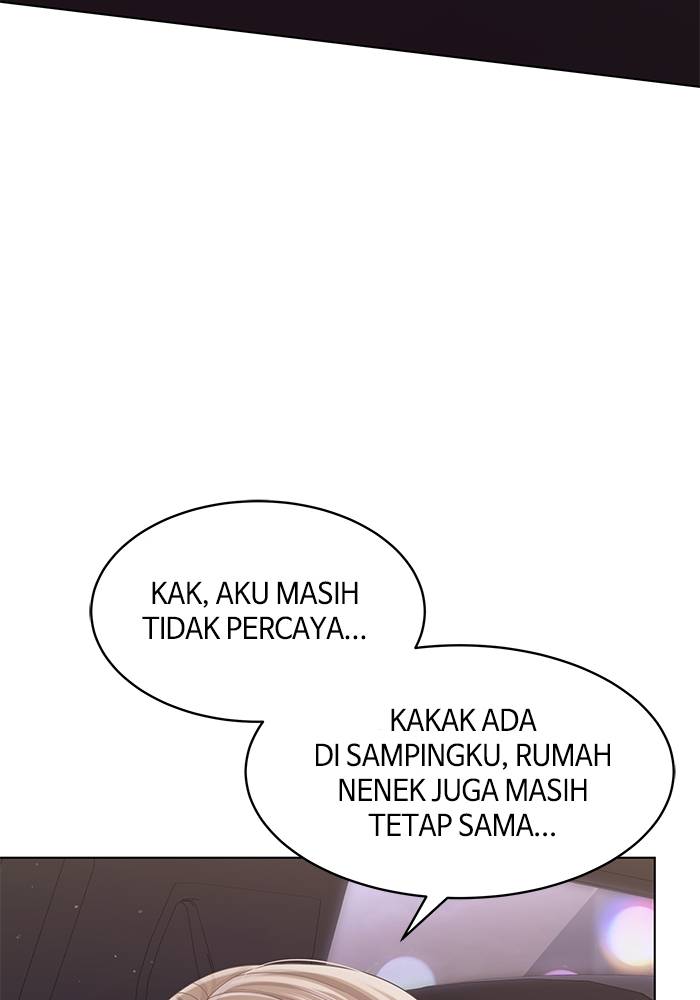 KAK, AKU MASIH
TIDAK PERCAYA...
KAKAK ADA
DI SAMPINGKU, RUMAH
NENEK JUGA MASIH
TETAP SAMA...